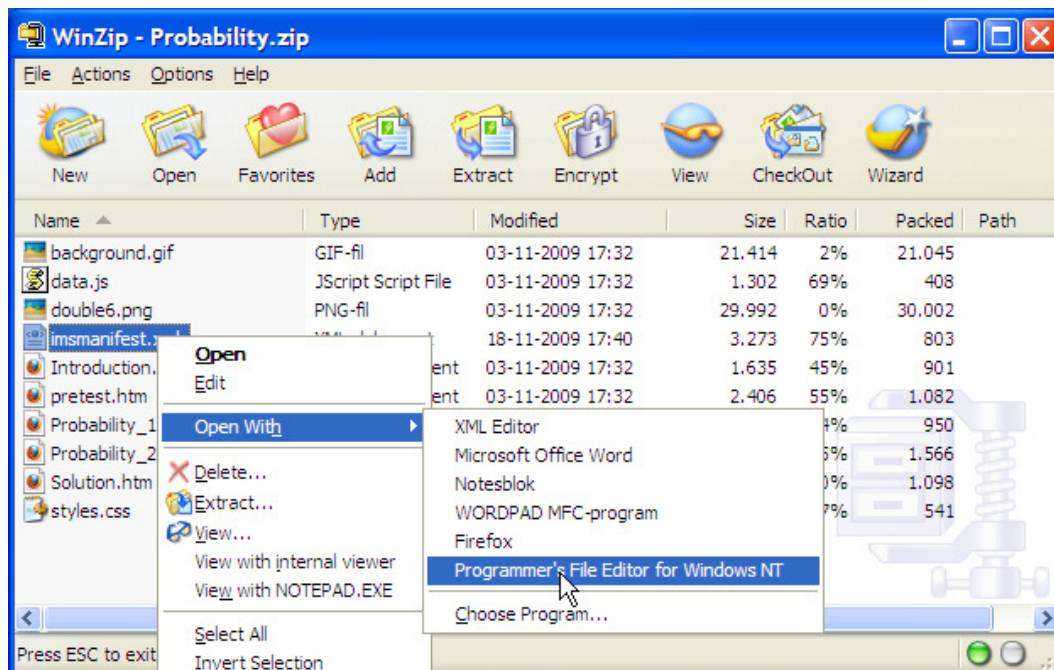 WinZip - Probability.zip
File Actions Options Help
New Open Favorites Add Extract Encrypt View CheckOut Wizard
Name Type Modified Size Ratio Packed Path
background.gif GIF-fil 03-11-2009 17:32 21.414 2% 21.045
data.js JScript Script File 03-11-2009 17:32 1.302 69% 408
double6.png PNG-fil 03-11-2009 17:32 29.992 0% 30.002
imsmanifest. 18-11-2009 17:40 3.273 75% 803
Introduction. ent 03-11-2009 17:32 1.635 45% 901
pretest.htm ent 03-11-2009 17:32 2.406 55% 1.082
Probability_1 950
Probability_2 1.566
Solution.htm 1.098
styles.css 541
Open
Edit
Open With
Delete...
Extract...
View...
View with internal viewer
View with NOTEPAD.EXE
Select All
Invert Selection
XML Editor
Microsoft Office Word
Notesblok
WORDPAD MFC-program
Firefox
Programmer's File Editor for Windows NT
Choose Program...
Press ESC to exit